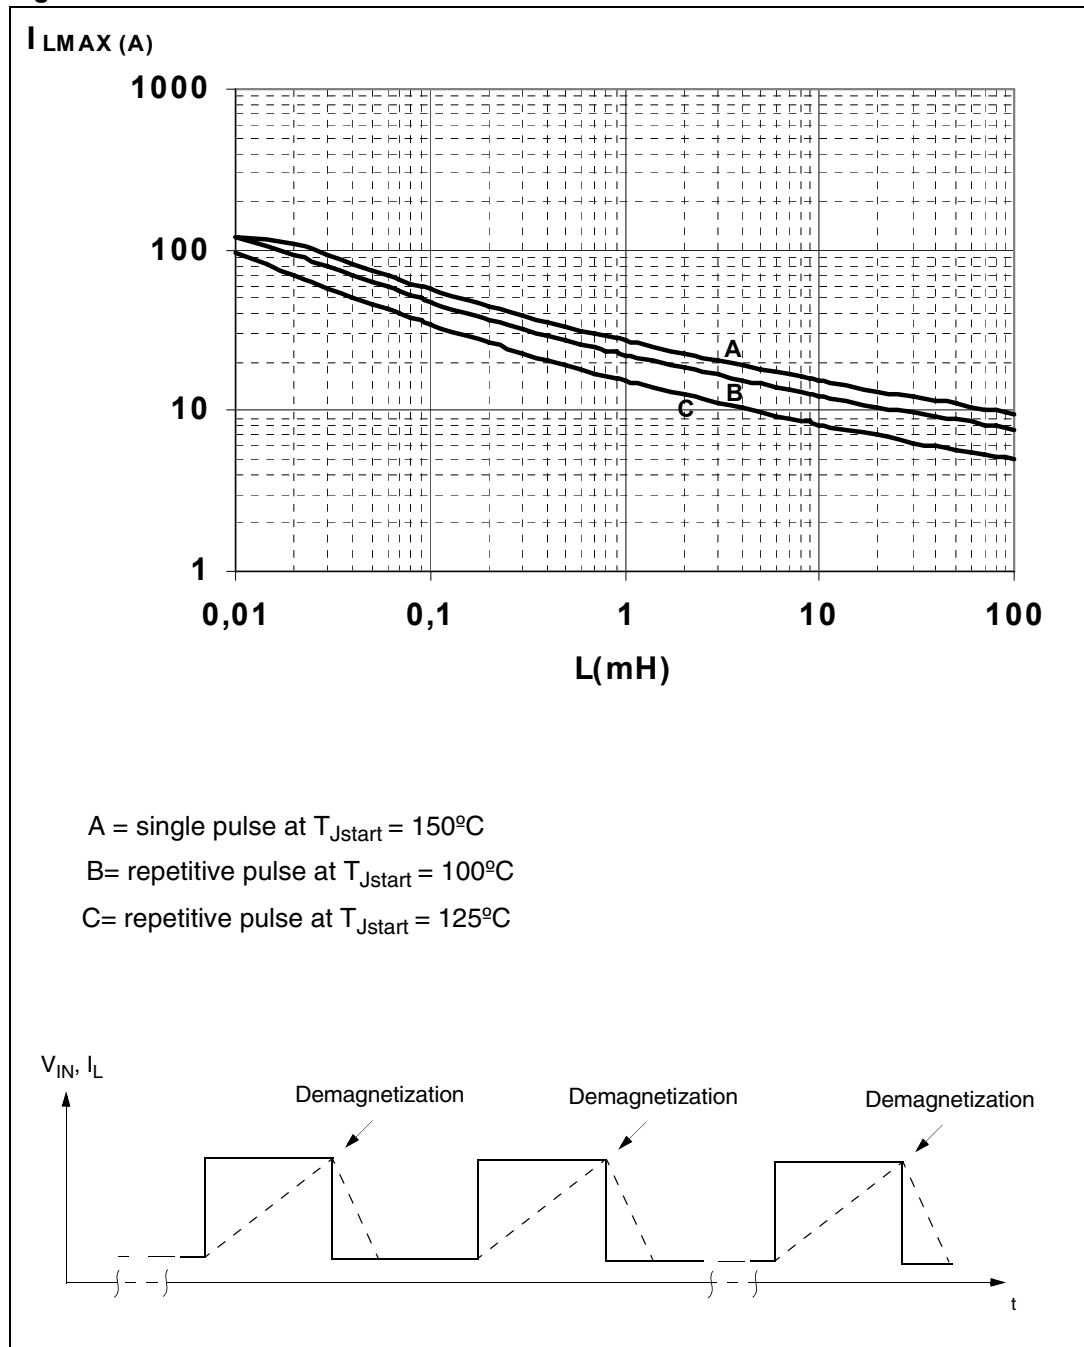 I LMAX (A)
1000
100
10
1
A
B
C
0,01 0,1 1 10 100
L(mH)
A = single pulse at TJstart = 150ºC
B= repetitive pulse at TJstart = 100ºC
C= repetitive pulse at TJstart = 125ºC
VIN, IL
Demagnetization Demagnetization Demagnetization
t